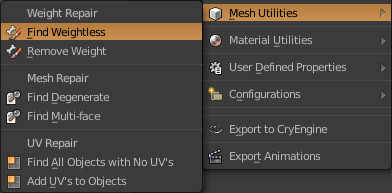 Weight Repair
Find Weightless
Remove Weight
Mesh Repair
Find Degenerate
Find Multi-face
UV Repair
Find All Objects with No UV's
Add UV's to Objects
Mesh Utilities
Material Utilities
User Defined Properties
Configurations
Export to CryEngine
Export Animations